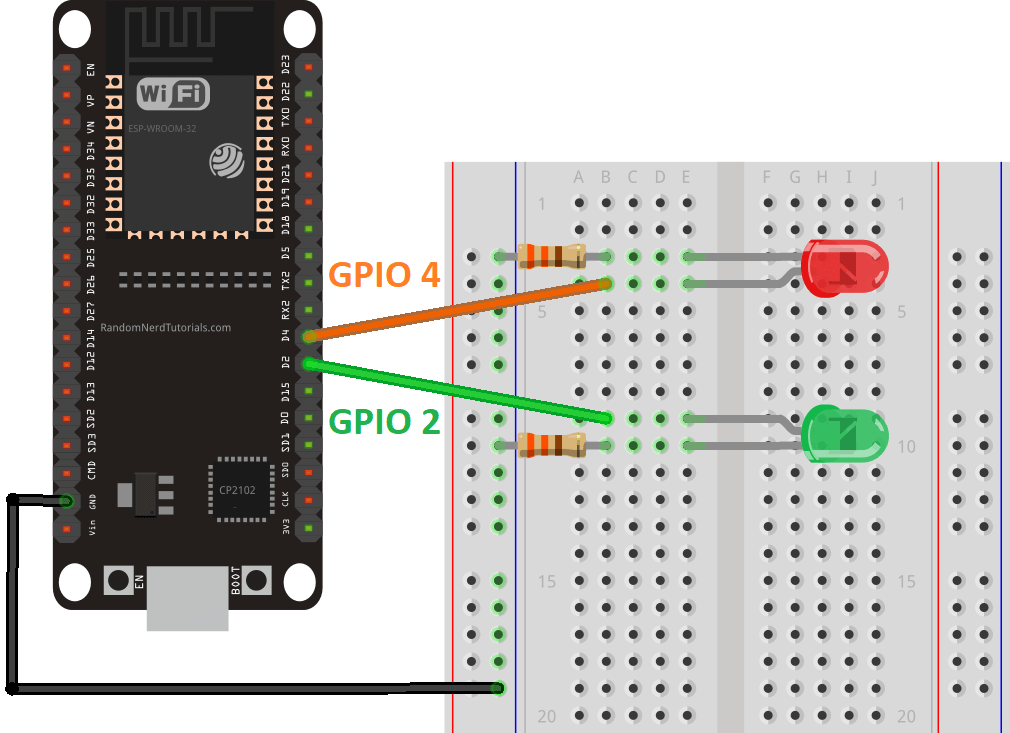 WiFi
ESP-WROOM-32
EN
VP
VN
D34
D35
D32
D33
D25
D26
D27
D14
D12
D13
SD2
SD3
CMD
GND
Vin
D23
D22
TX0
RX0
D21
D19
D18
D5
TX2
RX2
D4
D2
D15
D0
SD1
SD0
CLK
3V3
RandomNerdTutorials.com
CP2102
EN
BOOT
GPIO 4
GPIO 2
A B C D E F G H I J
1 1
5 5
10 10
15 15
20 20